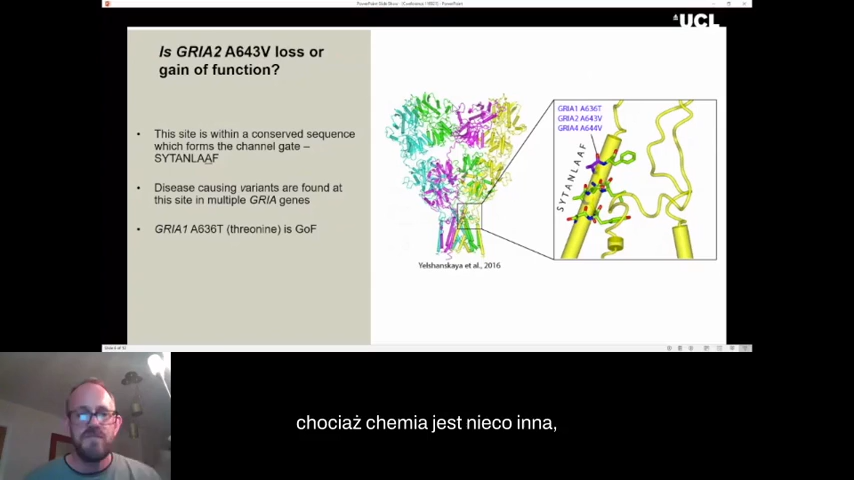 PowerPoint Slide Show
UCL
Is GRIA2 A643V loss or
gain of function?
• This site is within a conserved sequence
which forms the channel gate –
SYTANLAAF
• Disease causing variants are found at
this site in multiple GRIA genes
• GRIA1 A636T (threonine) is GoF
GRIA1 A636T
GRIA2 A643V
GRIA4 A644V
SYTANLAAF
Yelshanskaya et al., 2016
chociaż chemia jest nieco inna,